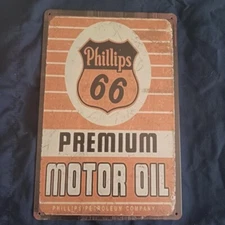 Phillips
66
PREMIUM
MOTOR OIL
PHILLIPS PETROLEUM COMPANY